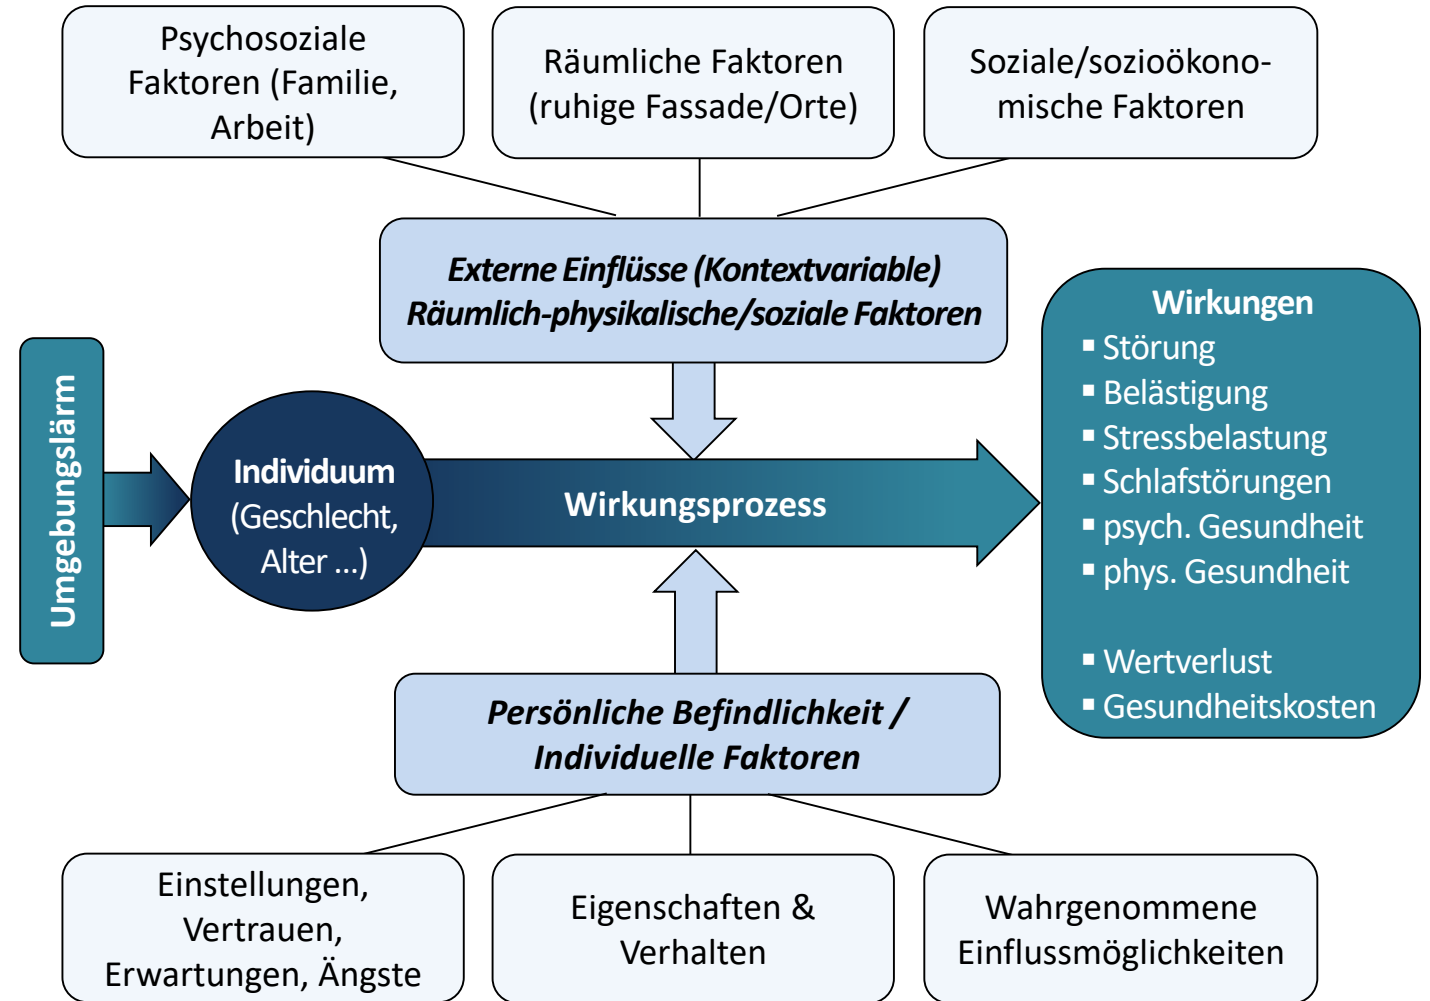 Psychosoziale
Faktoren (Familie,
Arbeit)
Räumliche Faktoren
(ruhige Fassade/Orte)
Soziale/sozioökono-
mische Faktoren
Externe Einflüsse (Kontextvariable)
Räumlich-physikalische/soziale Faktoren
Umgebungslärm
Individuum
(Geschlecht,
Alter ...)
Wirkungsprozess
Wirkungen
▪ Störung
▪ Belästigung
▪ Stressbelastung
▪ Schlafstörungen
▪ psych. Gesundheit
▪ phys. Gesundheit
▪ Wertverlust
▪ Gesundheitskosten
Persönliche Befindlichkeit /
Individuelle Faktoren
Einstellungen,
Vertrauen,
Erwartungen, Ängste
Eigenschaften &
Verhalten
Wahrgenommene
Einflussmöglichkeiten